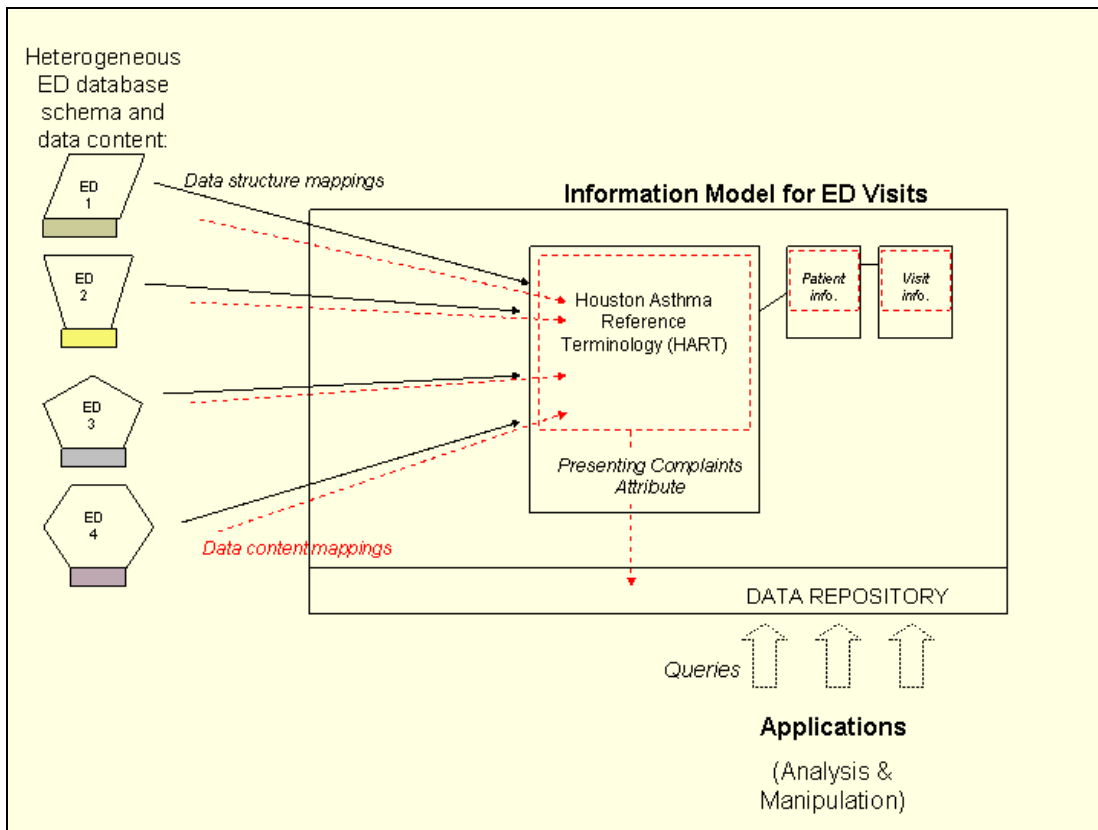 Heterogeneous
ED database
schema and
data content:
ED
1
ED
2
ED
3
ED
4
Data structure mappings
Data content mappings
Information Model for ED Visits
Houston Asthma
Reference
Terminology (HART)
Presenting Complaints
Attribute
Patient
info.
Visit
info.
DATA REPOSITORY
Queries
Applications
(Analysis &
Manipulation)